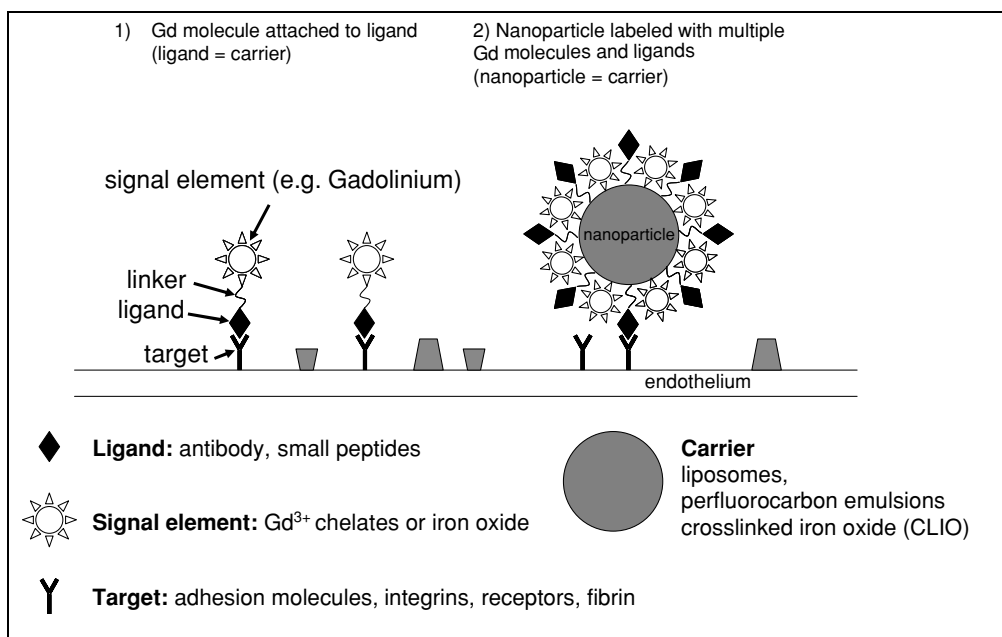 1) Gd molecule attached to ligand
(ligand = carrier)
2) Nanoparticle labeled with multiple
Gd molecules and ligands
(nanoparticle = carrier)
signal element (e.g. Gadolinium)
linker
ligand
target
nanoparticle
endothelium
Ligand: antibody, small peptides
Signal element: Gd³⁺ chelates or iron oxide
Target: adhesion molecules, integrins, receptors, fibrin
Carrier
liposomes,
perfluorocarbon emulsions
crosslinked iron oxide (CLIO)